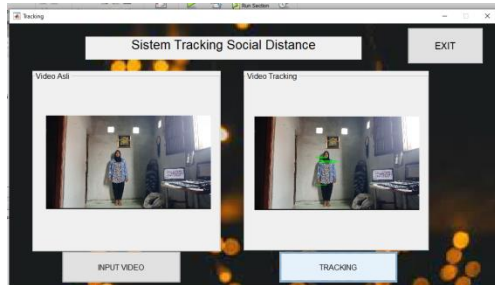 Run Section
Tracking
Sistem Tracking Social Distance
EXIT
Video Asli
Video Tracking
INPUT VIDEO
TRACKING